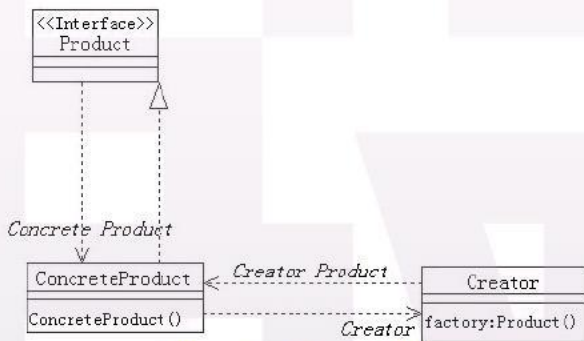 <<Interface>>
Product
Concrete Product
ConcreteProduct
ConcreteProduct()
Creator Product
Creator
Creator
factory:Product()